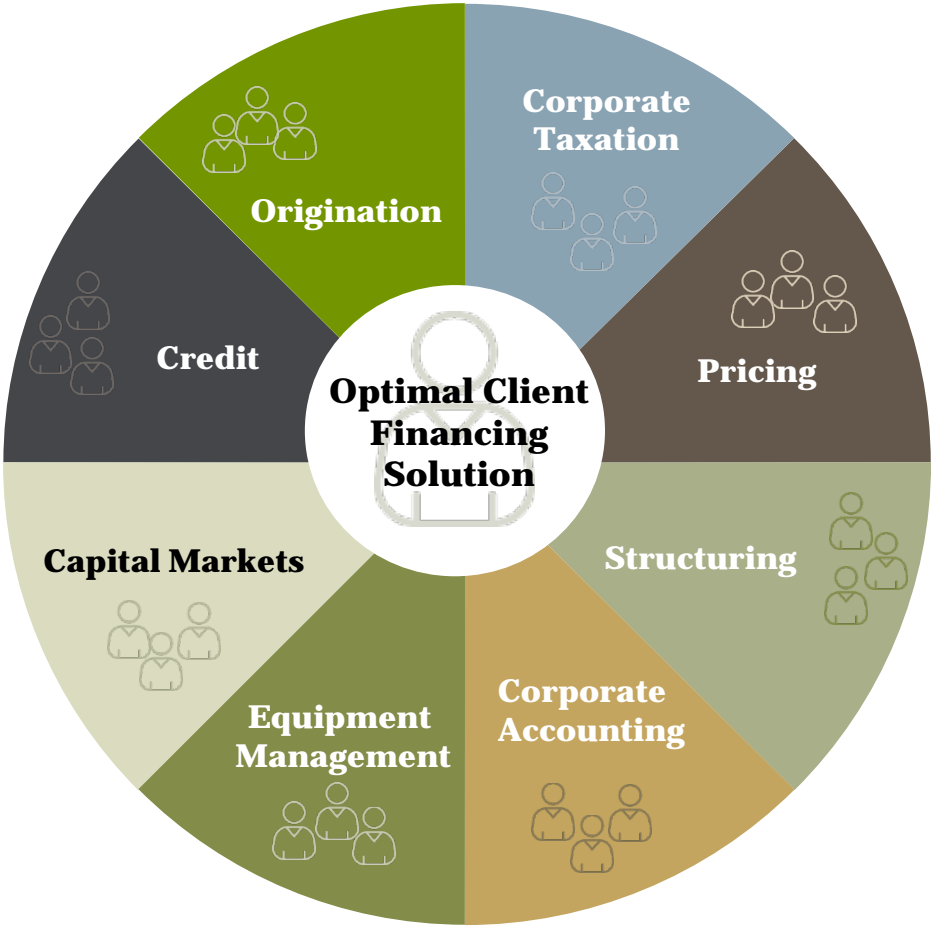 Corporate
Taxation
Origination
Credit
Pricing
Optimal Client
Financing
Solution
Capital Markets
Structuring
Equipment
Management
Corporate
Accounting